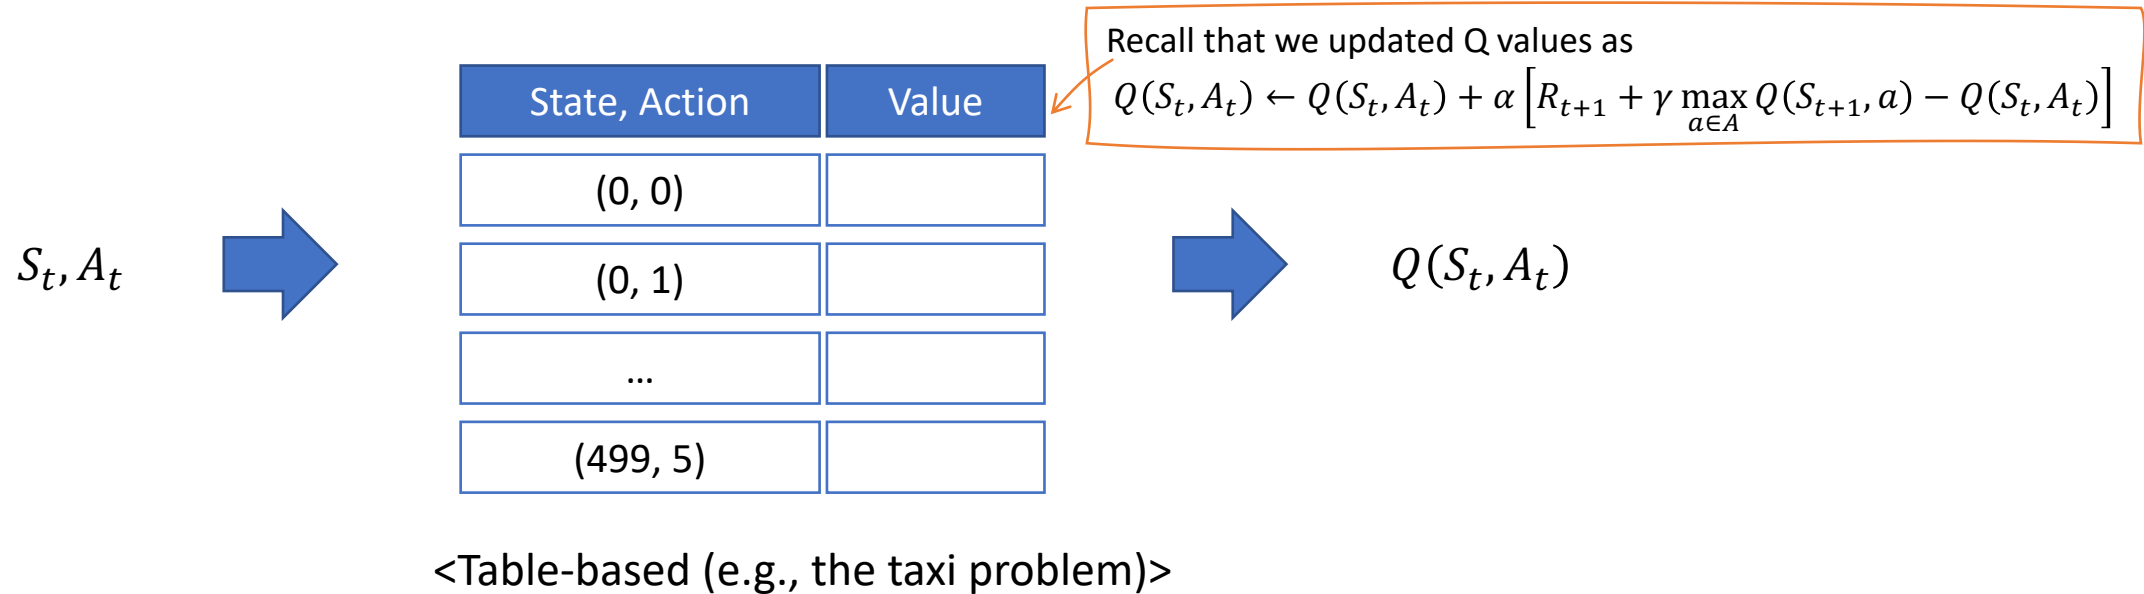 Recall that we updated Q values as
Q(S_t, A_t) ← Q(S_t, A_t) + α [R_{t+1} + γ max_{a∈A} Q(S_{t+1}, a) − Q(S_t, A_t)]
State, Action Value
(0, 0)
S_t, A_t
(0, 1)
Q(S_t, A_t)
...
(499, 5)
<Table-based (e.g., the taxi problem)>